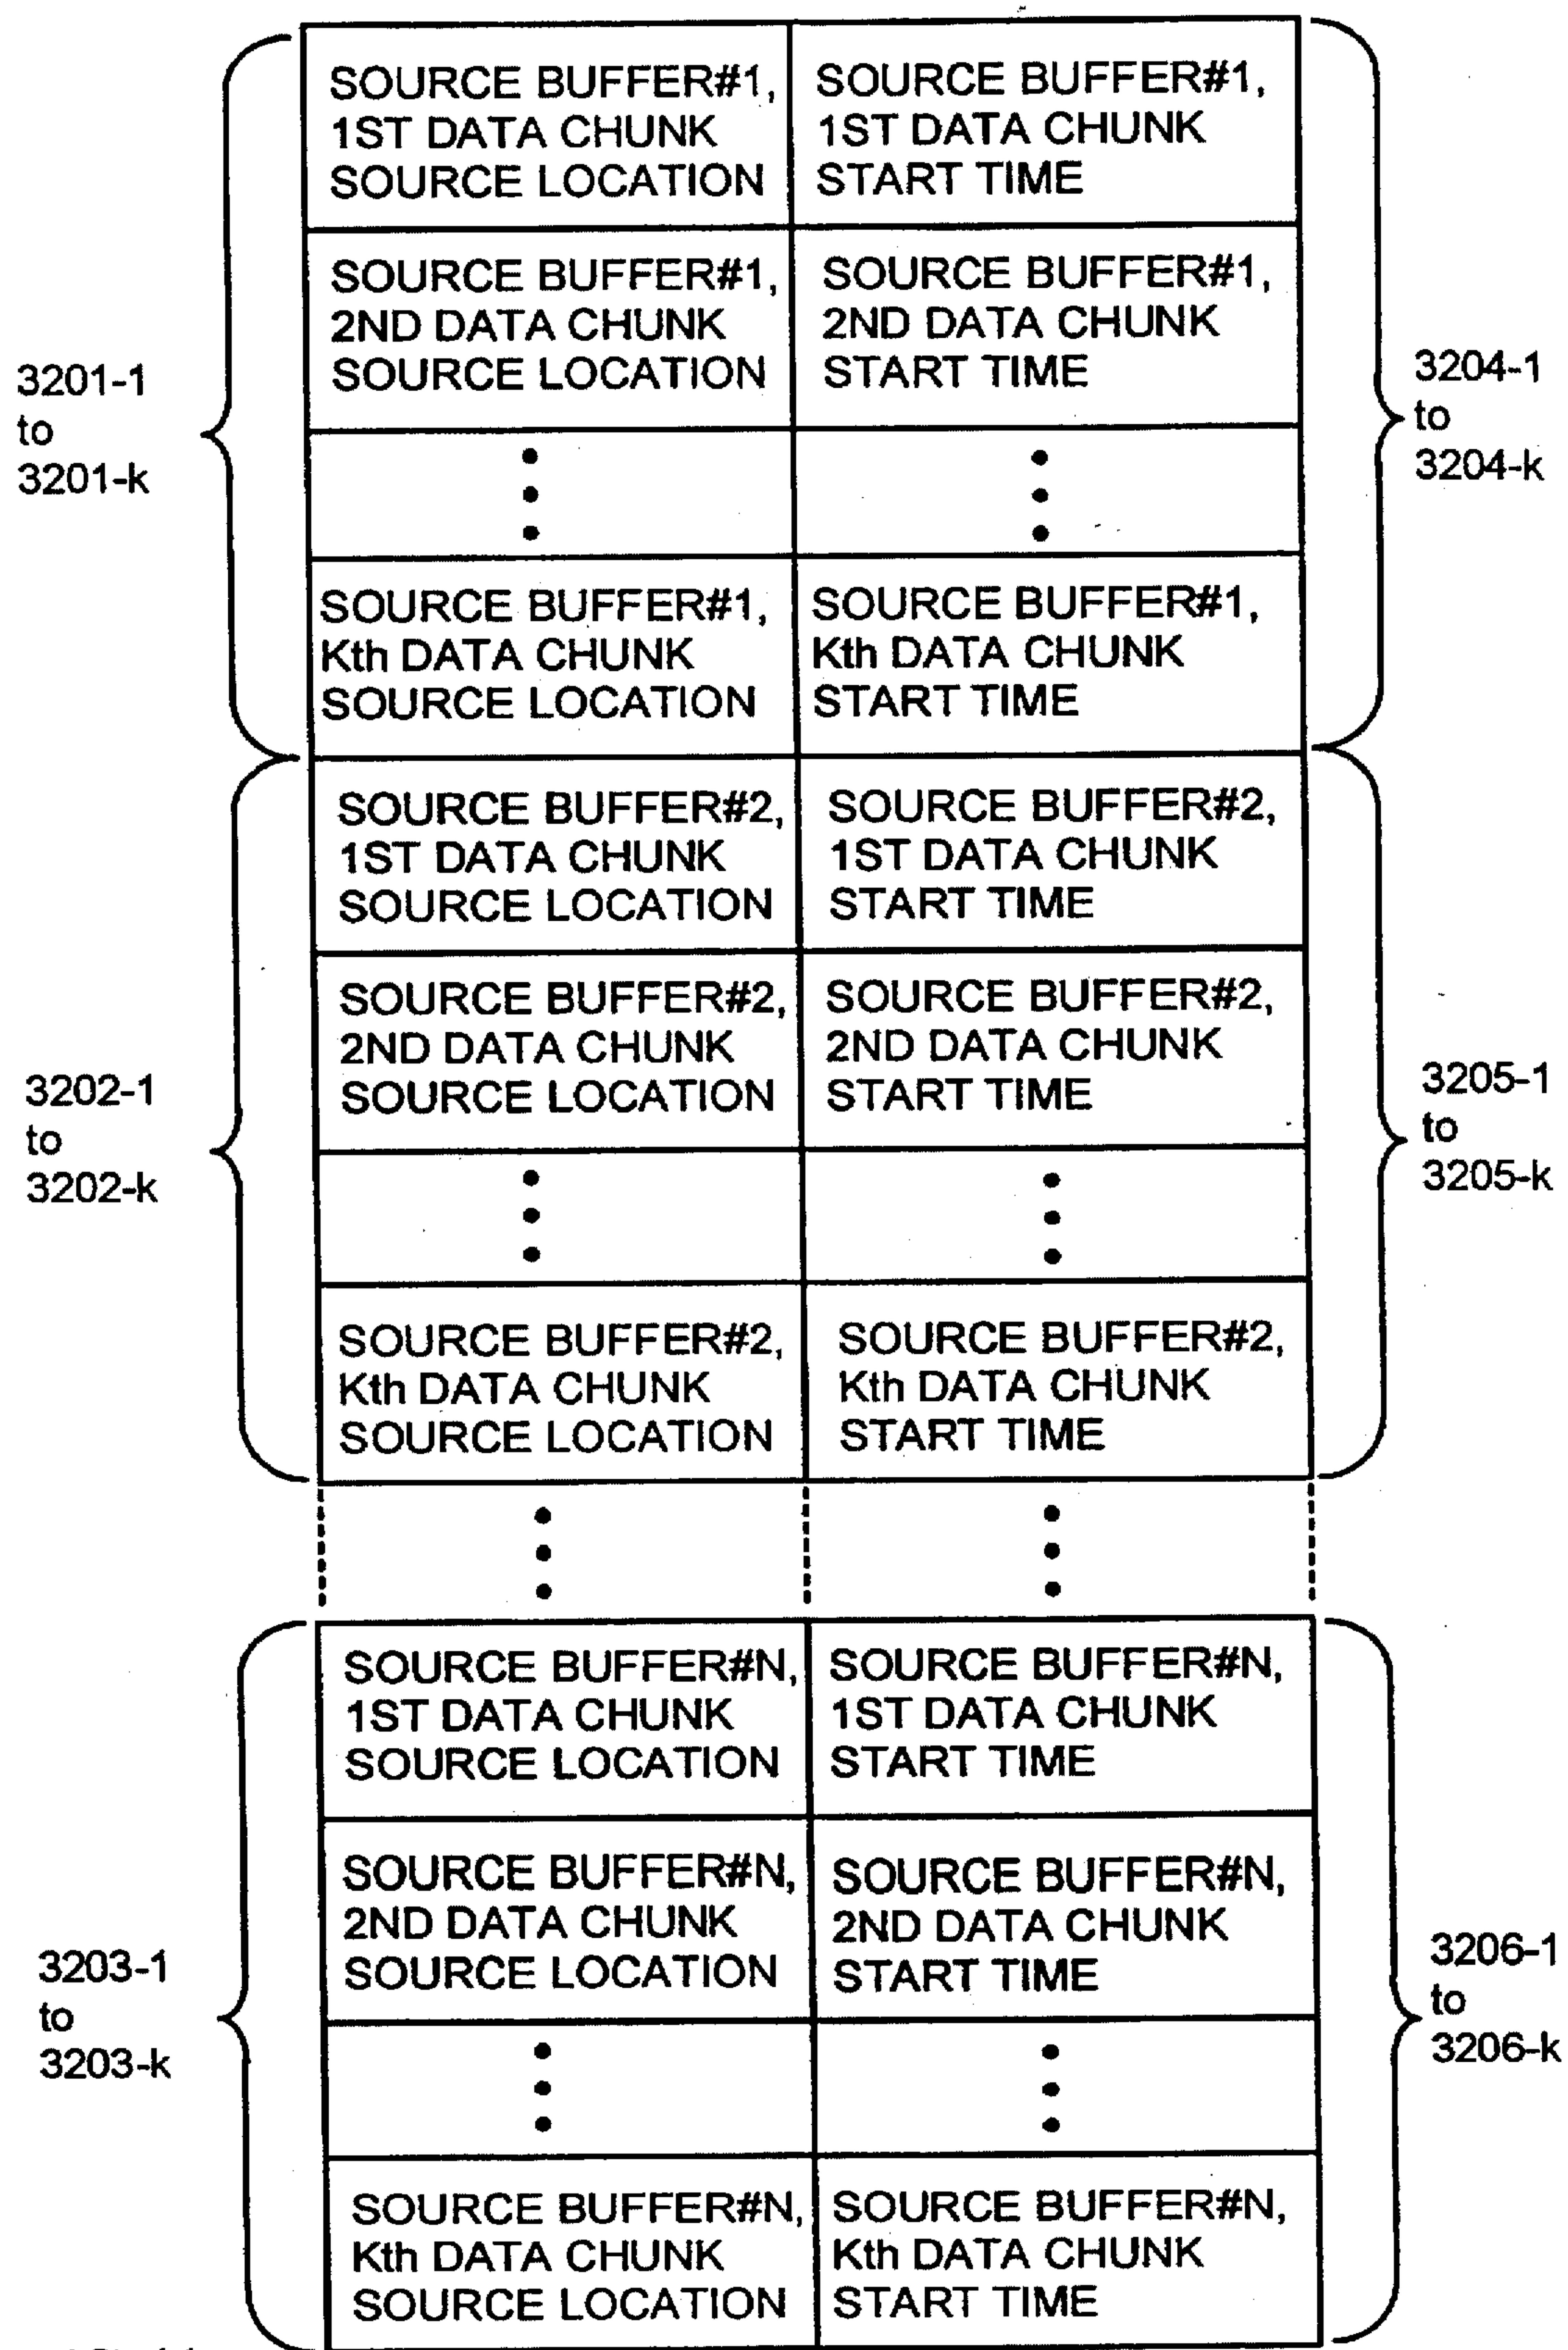 SOURCE BUFFER#1,
1ST DATA CHUNK
SOURCE LOCATION
SOURCE BUFFER#1,
1ST DATA CHUNK
START TIME
SOURCE BUFFER#1,
2ND DATA CHUNK
SOURCE LOCATION
SOURCE BUFFER#1,
2ND DATA CHUNK
START TIME
3201-1
to
3201-k
3204-1
to
3204-k
SOURCE BUFFER#1,
Kth DATA CHUNK
SOURCE LOCATION
SOURCE BUFFER#1,
Kth DATA CHUNK
START TIME
SOURCE BUFFER#2,
1ST DATA CHUNK
SOURCE LOCATION
SOURCE BUFFER#2,
1ST DATA CHUNK
START TIME
SOURCE BUFFER#2,
2ND DATA CHUNK
SOURCE LOCATION
SOURCE BUFFER#2,
2ND DATA CHUNK
START TIME
3202-1
to
3202-k
3205-1
to
3205-k
SOURCE BUFFER#2,
Kth DATA CHUNK
SOURCE LOCATION
SOURCE BUFFER#2,
Kth DATA CHUNK
START TIME
SOURCE BUFFER#N,
1ST DATA CHUNK
SOURCE LOCATION
SOURCE BUFFER#N,
1ST DATA CHUNK
START TIME
SOURCE BUFFER#N,
2ND DATA CHUNK
SOURCE LOCATION
SOURCE BUFFER#N,
2ND DATA CHUNK
START TIME
3203-1
to
3203-k
3206-1
to
3206-k
SOURCE BUFFER#N,
Kth DATA CHUNK
SOURCE LOCATION
SOURCE BUFFER#N,
Kth DATA CHUNK
START TIME